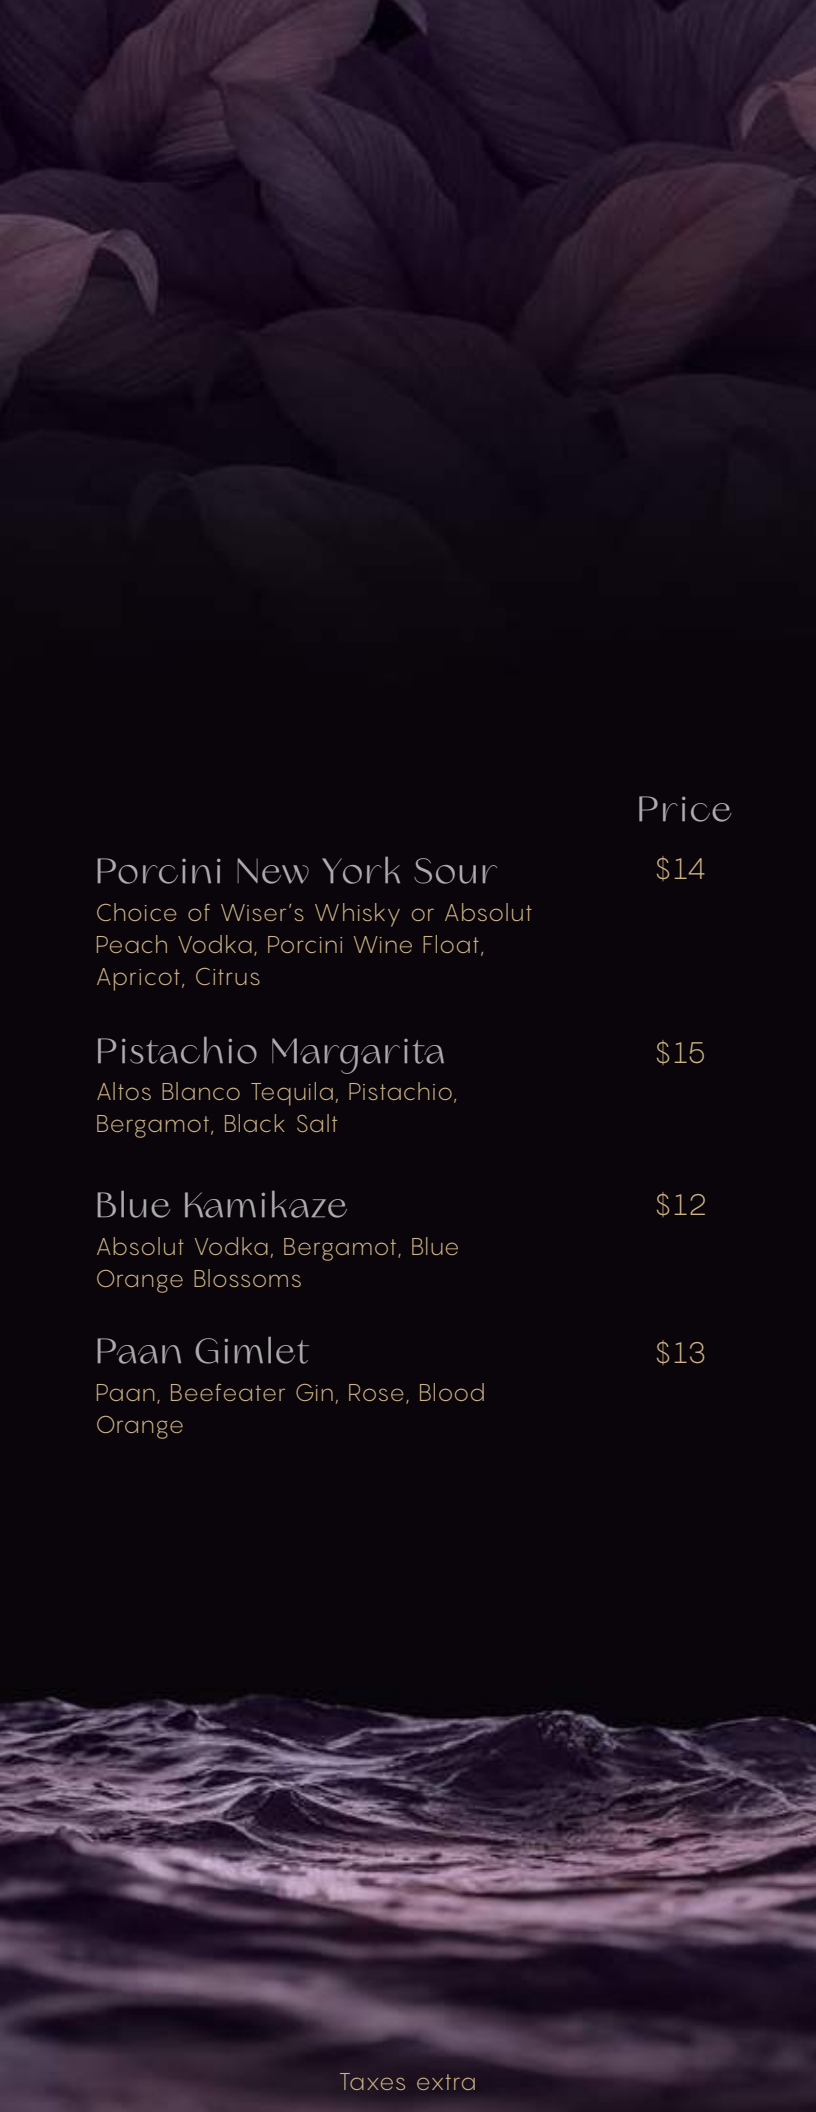 Price
Porcini New York Sour $14
Choice of Wiser's Whisky or Absolut
Peach Vodka, Porcini Wine Float,
Apricot, Citrus
Pistachio Margarita $15
Altos Blanco Tequila, Pistachio,
Bergamot, Black Salt
Blue Kamikaze $12
Absolut Vodka, Bergamot, Blue
Orange Blossoms
Paan Gimlet $13
Paan, Beefeater Gin, Rose, Blood
Orange
Taxes extra